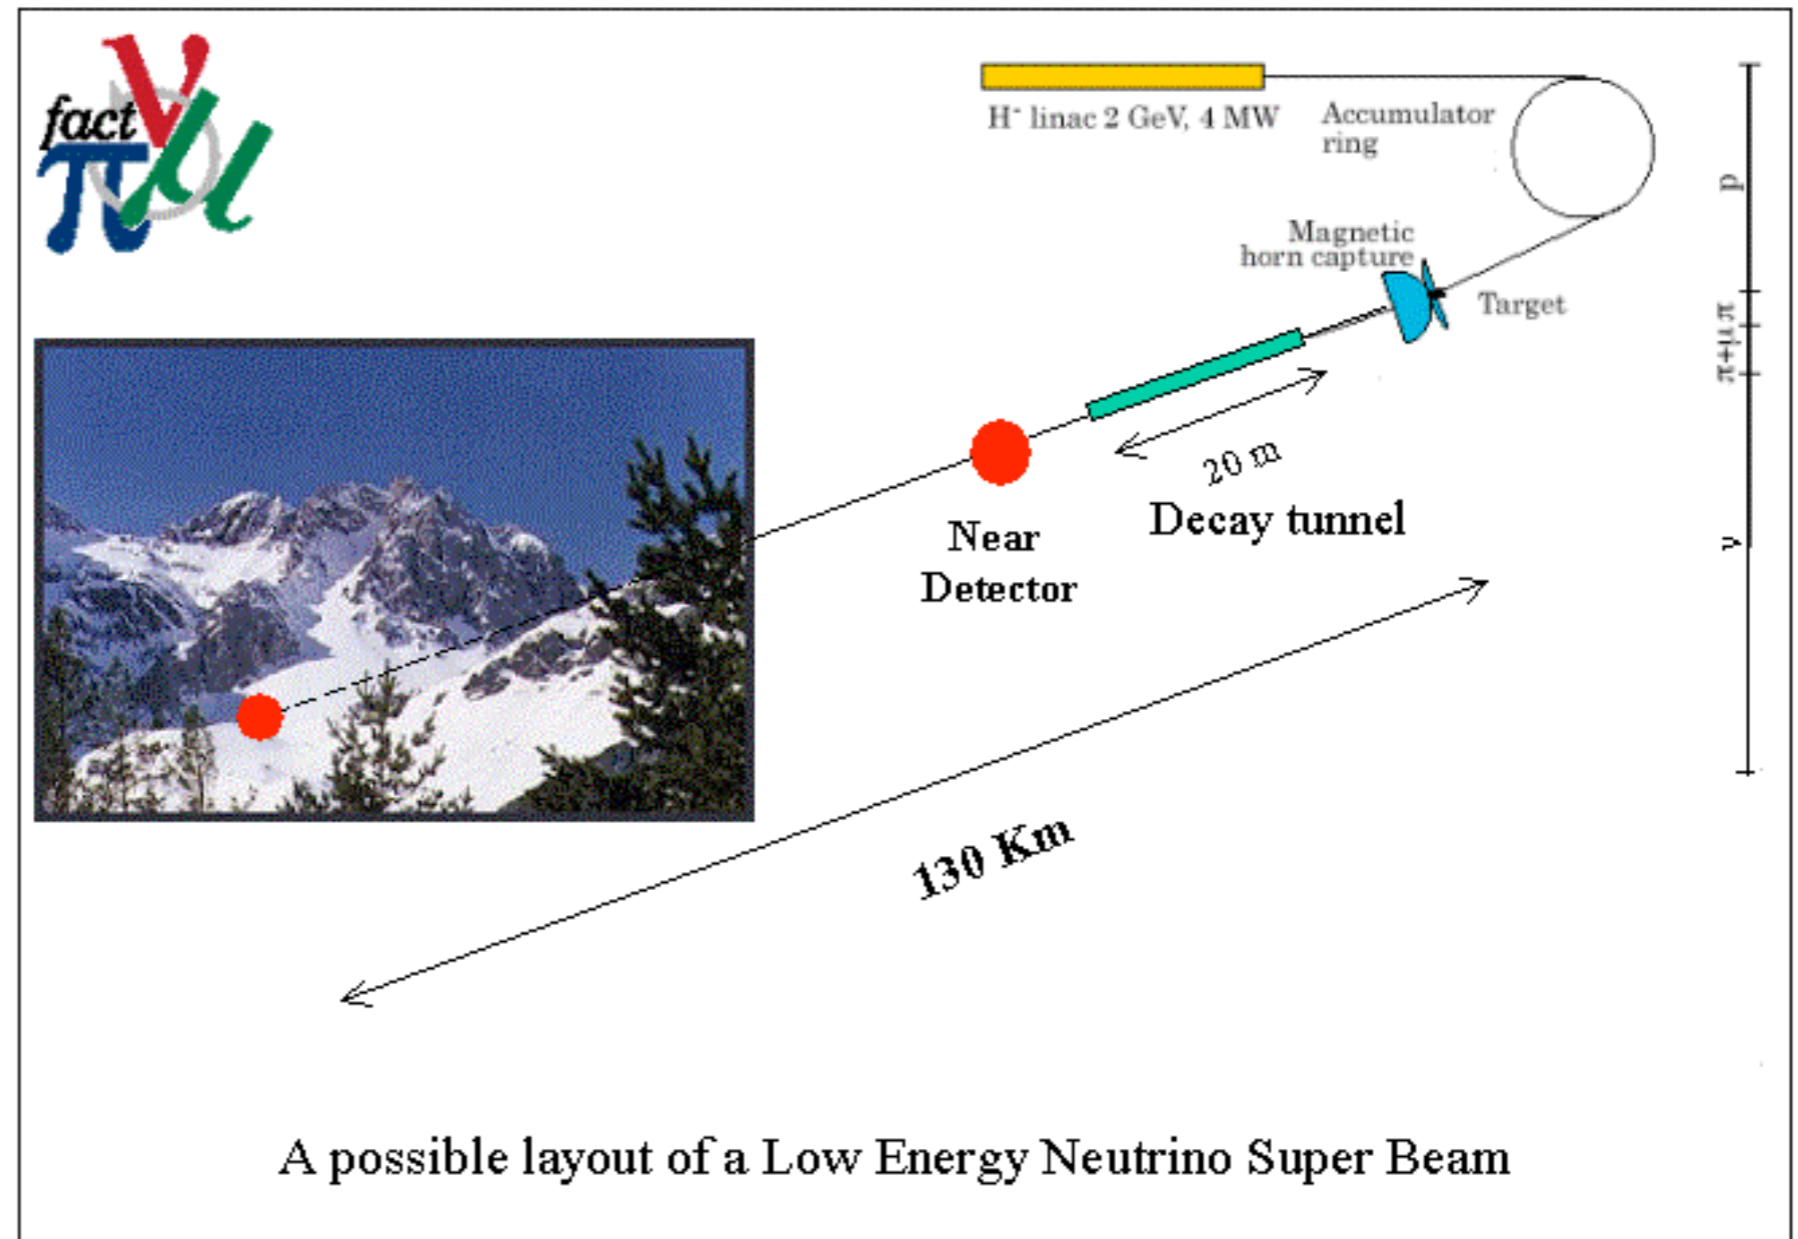 fact
ν
π
μ
H⁻ linac 2 GeV, 4 MW
Accumulator
ring
Magnetic
horn capture
Target
p
π
π+μ
ν
20 m
Decay tunnel
Near
Detector
130 Km
A possible layout of a Low Energy Neutrino Super Beam